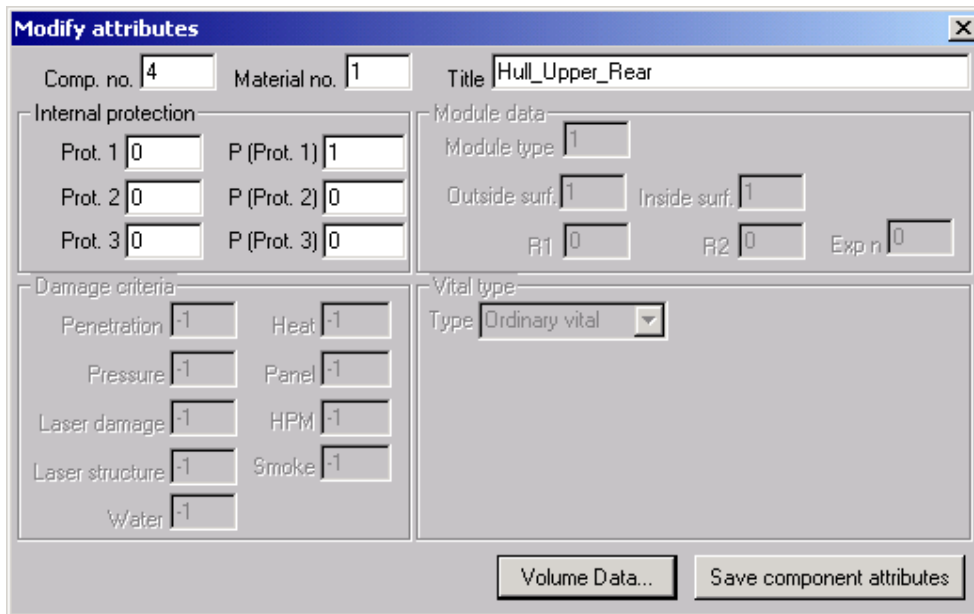 Modify attributes
Comp. no. 4 Material no. 1 Title Hull_Upper_Rear
Internal protection
Prot. 1 0 P (Prot. 1) 1
Prot. 2 0 P (Prot. 2) 0
Prot. 3 0 P (Prot. 3) 0
Module data
Module type 1
Outside surf. 1 Inside surf. 1
R1 0 R2 0 Exp n 0
Damage criteria
Penetration -1 Heat -1
Pressure -1 Panel -1
Laser damage -1 HPM -1
Laser structure -1 Smoke -1
Water -1
Vital type
Type Ordinary vital
Volume Data... Save component attributes